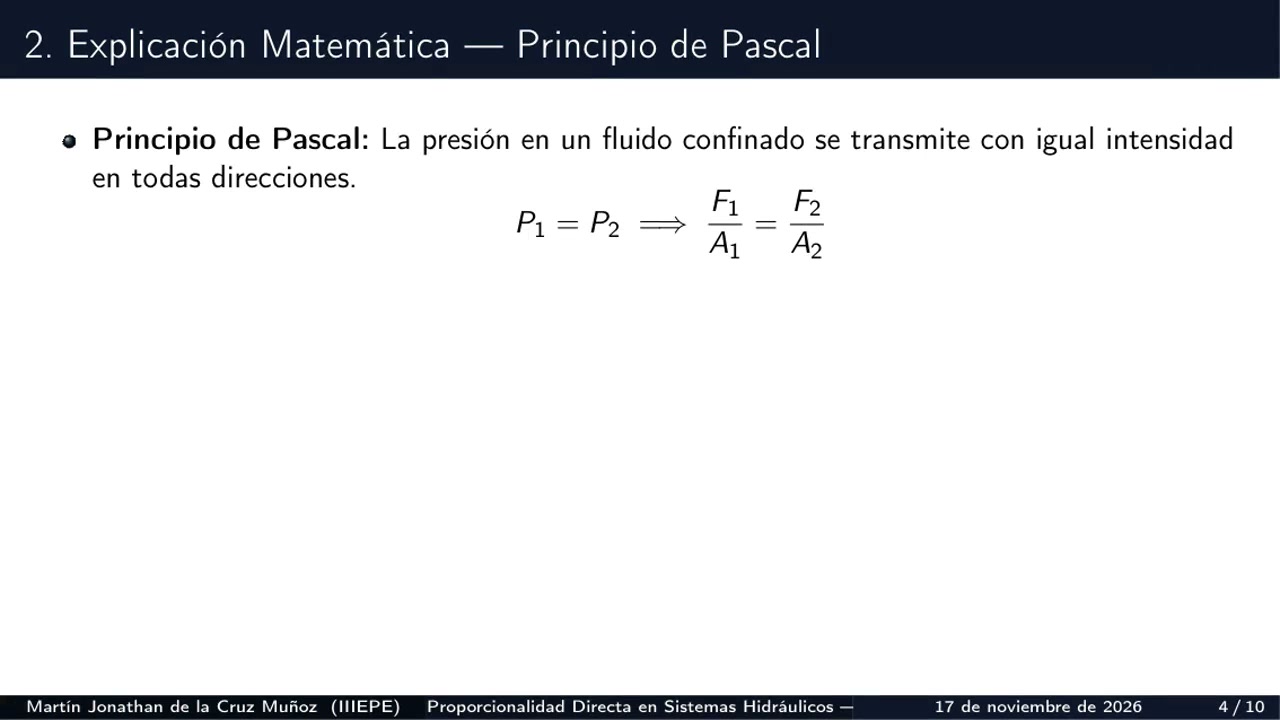 2. Explicación Matemática — Principio de Pascal
Principio de Pascal: La presión en un fluido confinado se transmite con igual intensidad
en todas direcciones.
P₁ = P₂ ⟹ F₁/A₁ = F₂/A₂
Martín Jonathan de la Cruz Muñoz (IIIEPE) Proporcionalidad Directa en Sistemas Hidráulicos — 17 de noviembre de 2026 4 / 10